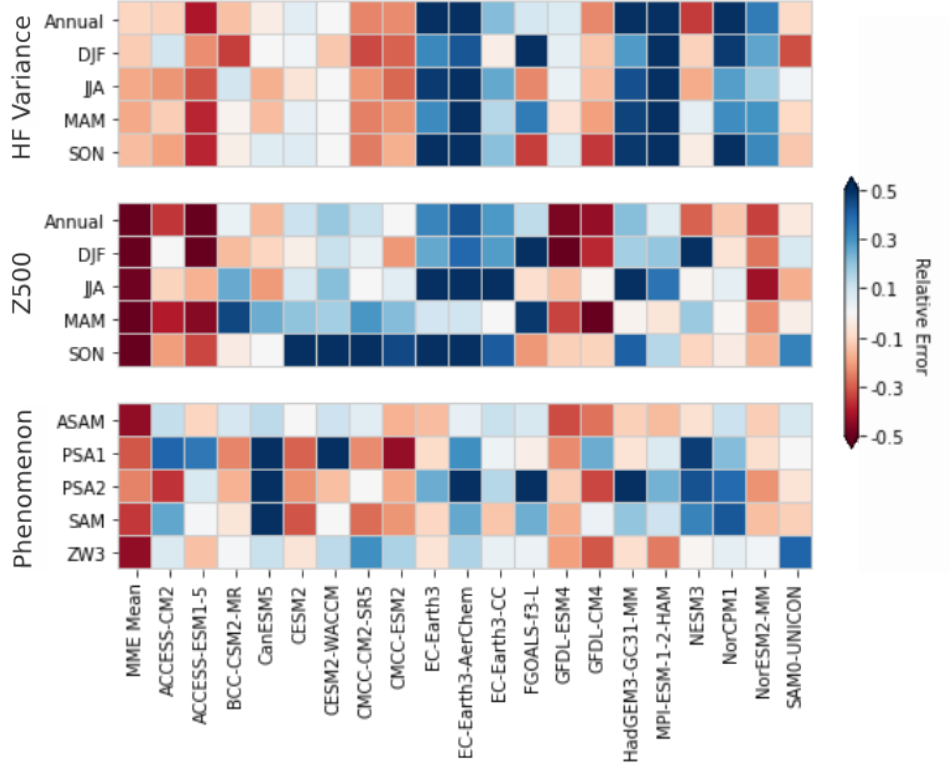 HF Variance
Annual
DJF
JJA
MAM
SON
Z500
Annual
DJF
JJA
MAM
SON
Phenomenon
ASAM
PSA1
PSA2
SAM
ZW3
0.5
0.3
0.1
-0.1
-0.3
-0.5
Relative Error
MME Mean
ACCESS-CM2
ACCESS-ESM1-5
BCC-CSM2-MR
CanESM5
CESM2
CESM2-WACCM
CMCC-CM2-SR5
CMCC-ESM2
EC-Earth3
EC-Earth3-AerChem
EC-Earth3-CC
FGOALS-f3-L
GFDL-ESM4
GFDL-CM4
HadGEM3-GC31-MM
MPI-ESM-1-2-HAM
NESM3
NorCPM1
NorESM2-MM
SAM0-UNICON